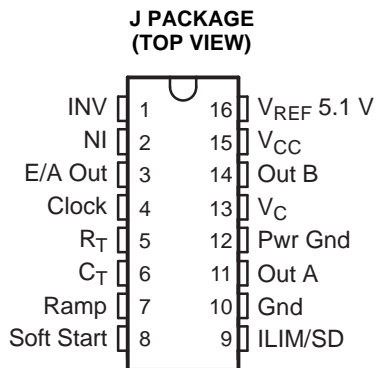 J PACKAGE
(TOP VIEW)
INV 1 16 VREF 5.1 V
NI 2 15 VCC
E/A Out 3 14 Out B
Clock 4 13 VC
RT 5 12 Pwr Gnd
CT 6 11 Out A
Ramp 7 10 Gnd
Soft Start 8 9 ILIM/SD